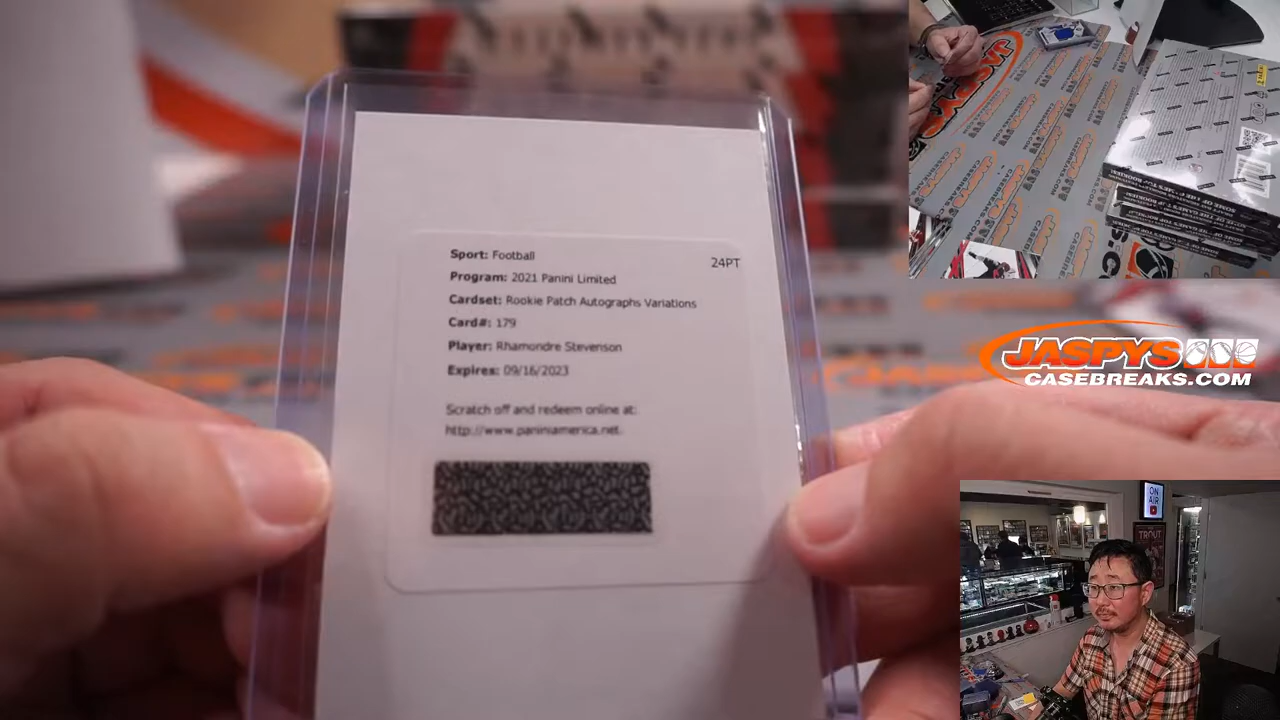 Sport: Football
24PT
Program: 2021 Panini Limited
Cardset: Rookie Patch Autographs Variations
Card#: 179
Player: Rhamondre Stevenson
Expires: 09/16/2023
Scratch off and redeem online at:
http://www.paniniamerica.net.
JASPYS
CASEBREAKS.COM
ON
AIR
TROUT